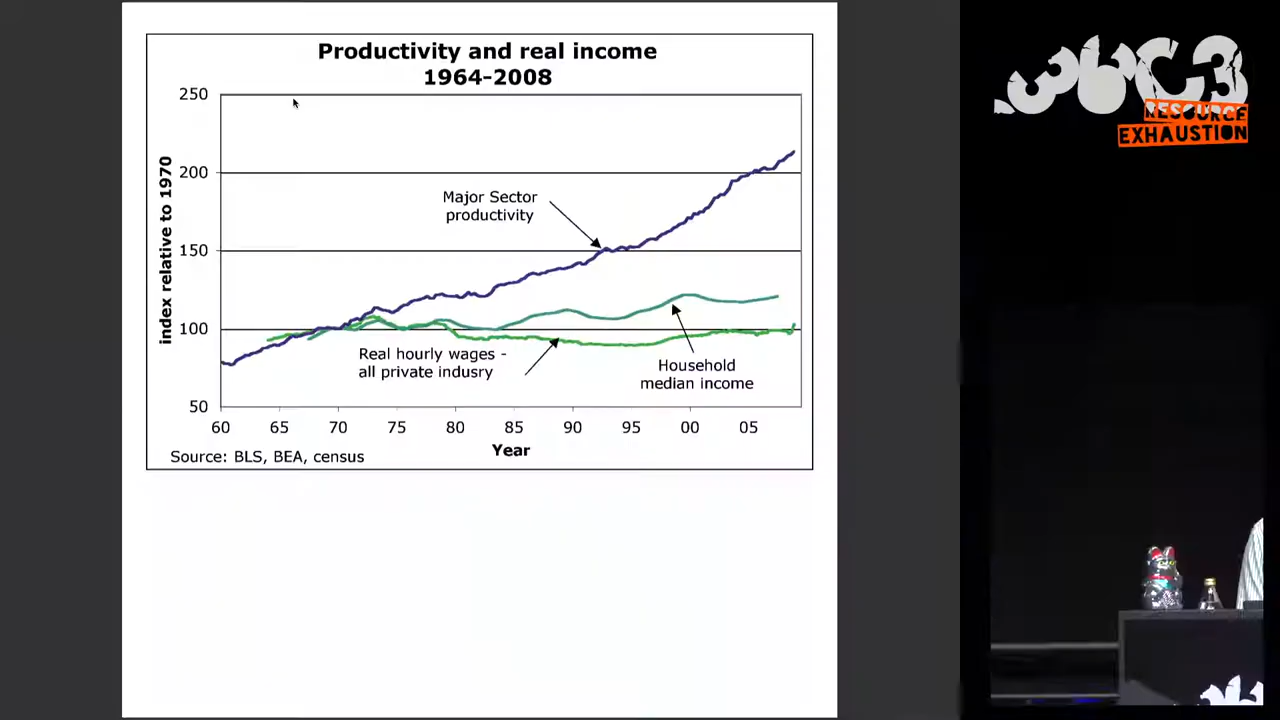 Productivity and real income
1964-2008
250
200
150
100
50
index relative to 1970
Major Sector
productivity
Real hourly wages -
all private indusry
Household
median income
60 65 70 75 80 85 90 95 00 05
Year
Source: BLS, BEA, census
36C3
RESOURCE
EXHAUSTION